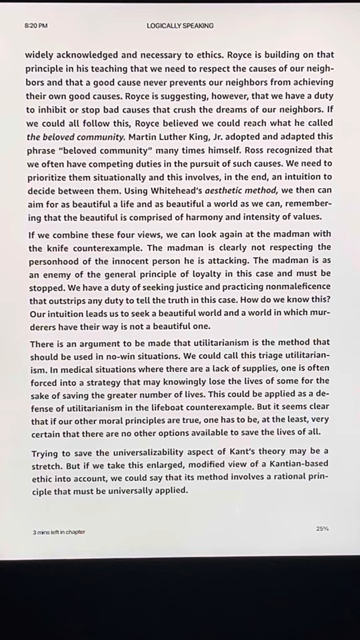 8:20 PM
LOGICALLY SPEAKING
widely acknowledged and necessary to ethics. Royce is building on that
principle in his teaching that we need to respect the causes of our neigh-
bors and that a good cause never prevents our neighbors from achieving
their own good causes. Royce is suggesting, however, that we have a duty
to inhibit or stop bad causes that crush the dreams of our neighbors. If
we could all follow this, Royce believed we could reach what he called
the beloved community. Martin Luther King, Jr. adopted and adapted this
phrase "beloved community" many times himself. Ross recognized that
we often have competing duties in the pursuit of such causes. We need to
prioritize them situationally and this involves, in the end, an intuition to
decide between them. Using Whitehead's aesthetic method, we then can
aim for as beautiful a life and as beautiful a world as we can, remember-
ing that the beautiful is comprised of harmony and intensity of values.
If we combine these four views, we can look again at the madman with
the knife counterexample. The madman is clearly not respecting the
personhood of the innocent person he is attacking. The madman is as
an enemy of the general principle of loyalty in this case and must be
stopped. We have a duty of seeking justice and practicing nonmaleficence
that outstrips any duty to tell the truth in this case. How do we know this?
Our intuition leads us to seek a beautiful world and a world in which mur-
derers have their way is not a beautiful one.
There is an argument to be made that utilitarianism is the method that
should be used in no-win situations. We could call this triage utilitarian-
ism. In medical situations where there are a lack of supplies, one is often
forced into a strategy that may knowingly lose the lives of some for the
sake of saving the greater number of lives. This could be applied as a de-
fense of utilitarianism in the lifeboat counterexample. But it seems clear
that if our other moral principles are true, one has to be, at the least, very
certain that there are no other options available to save the lives of all.
Trying to save the universalizability aspect of Kant's theory may be a
stretch. But if we take this enlarged, modified view of a Kantian-based
ethic into account, we could say that its method involves a rational prin-
ciple that must be universally applied.
3 mins left in chapter
25%